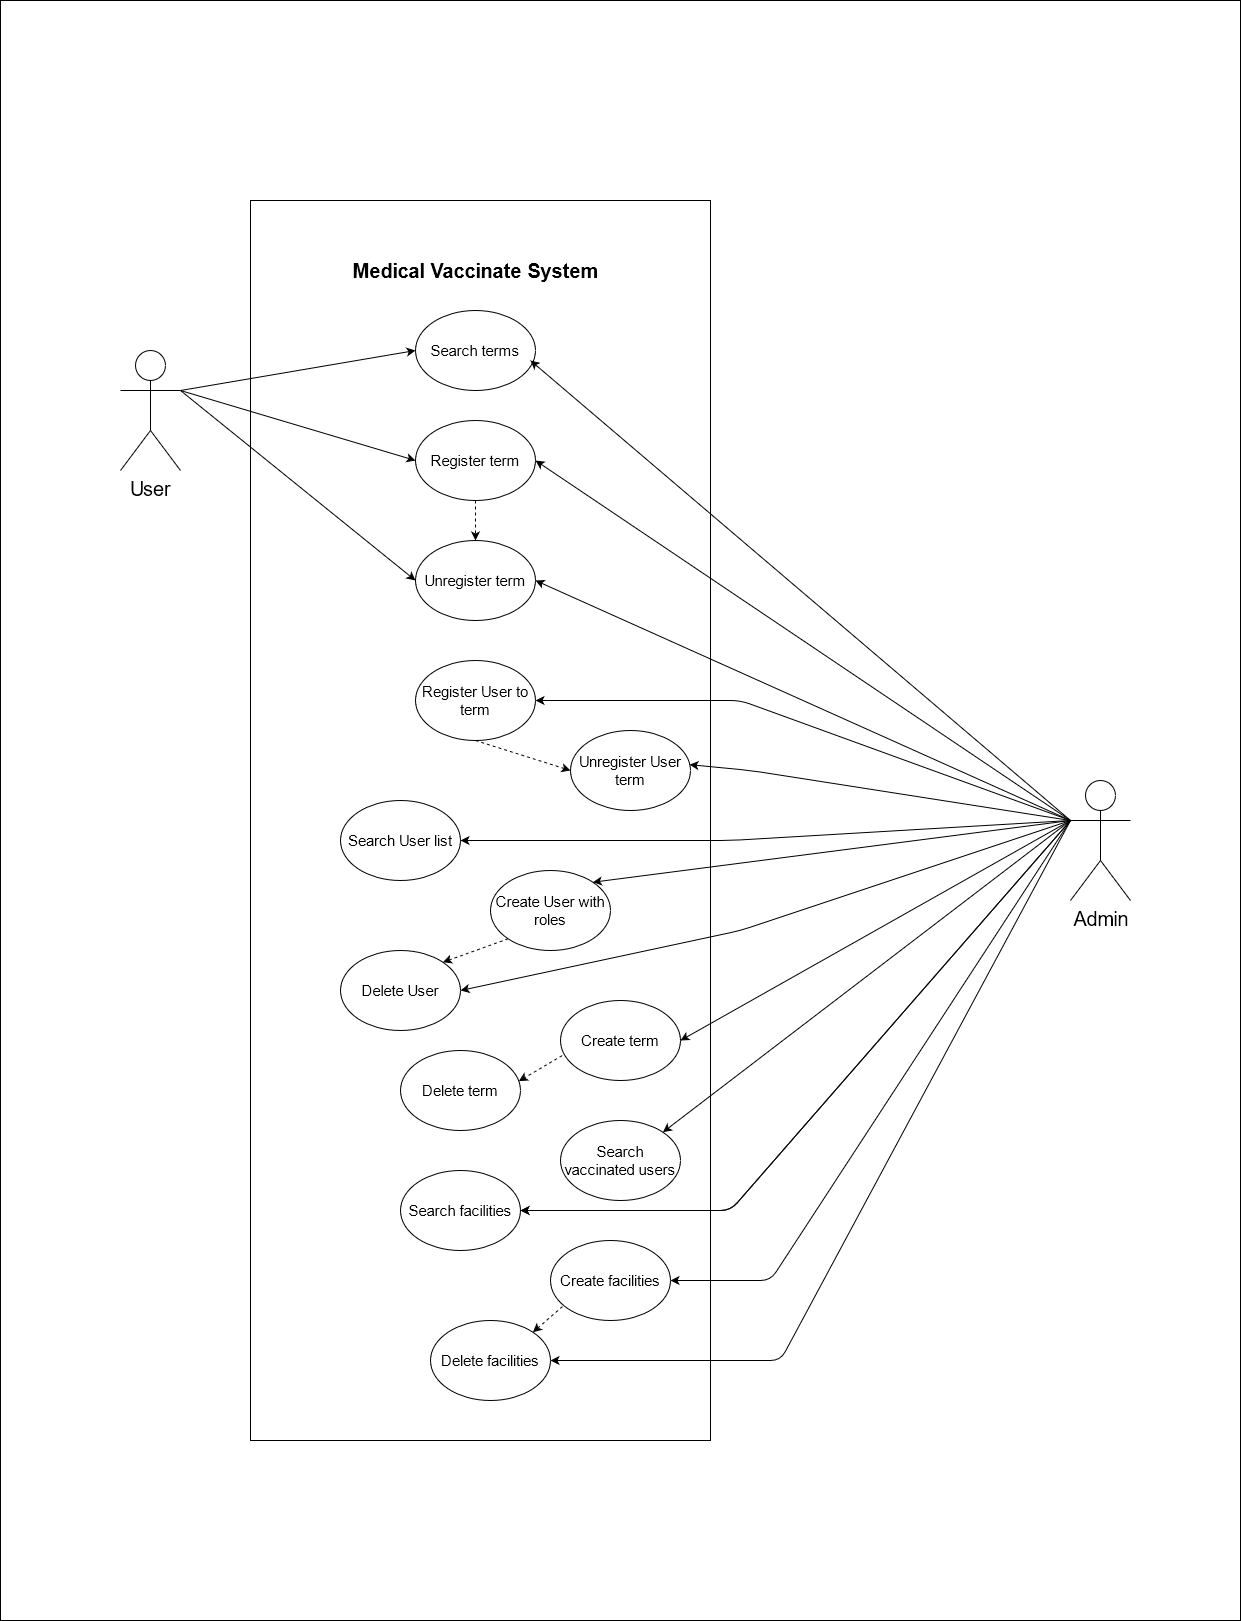 Medical Vaccinate System
Search terms
Register term
User
Unregister term
Register User to
term
Unregister User
term
Search User list
Create User with
roles
Admin
Delete User
Create term
Delete term
Search
vaccinated users
Search facilities
Create facilities
Delete facilities